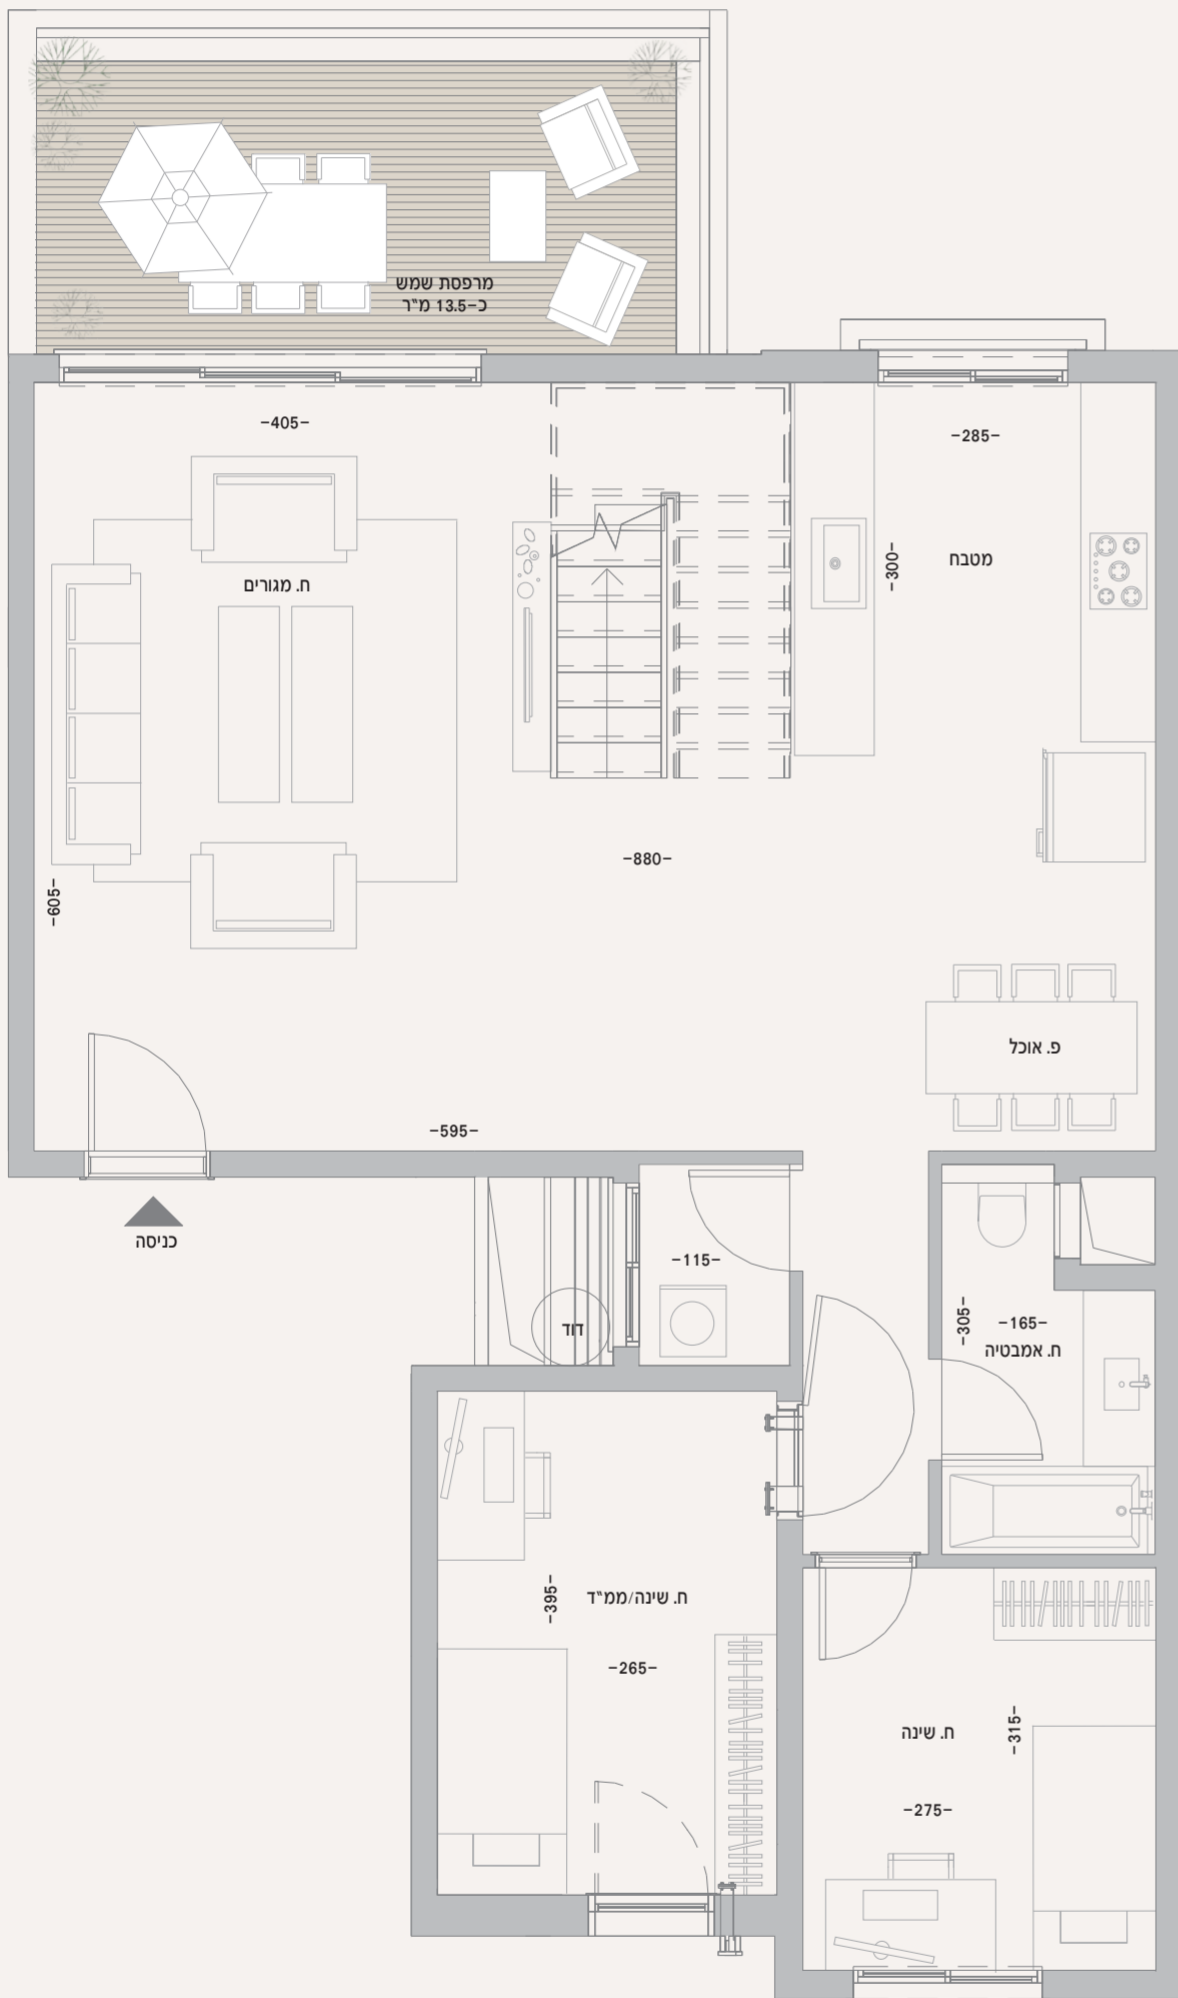 מרפסת שמש
כ-13.5 מ"ר
-405-
-285-
-300-
מטבח
ח. מגורים
-880-
-605-
פ. אוכל
-595-
כניסה
-115-
דוד
-305-
-165-
ח. אמבטיה
-395-
ח. שינה/ממ"ד
-265-
ח. שינה
-315-
-275-